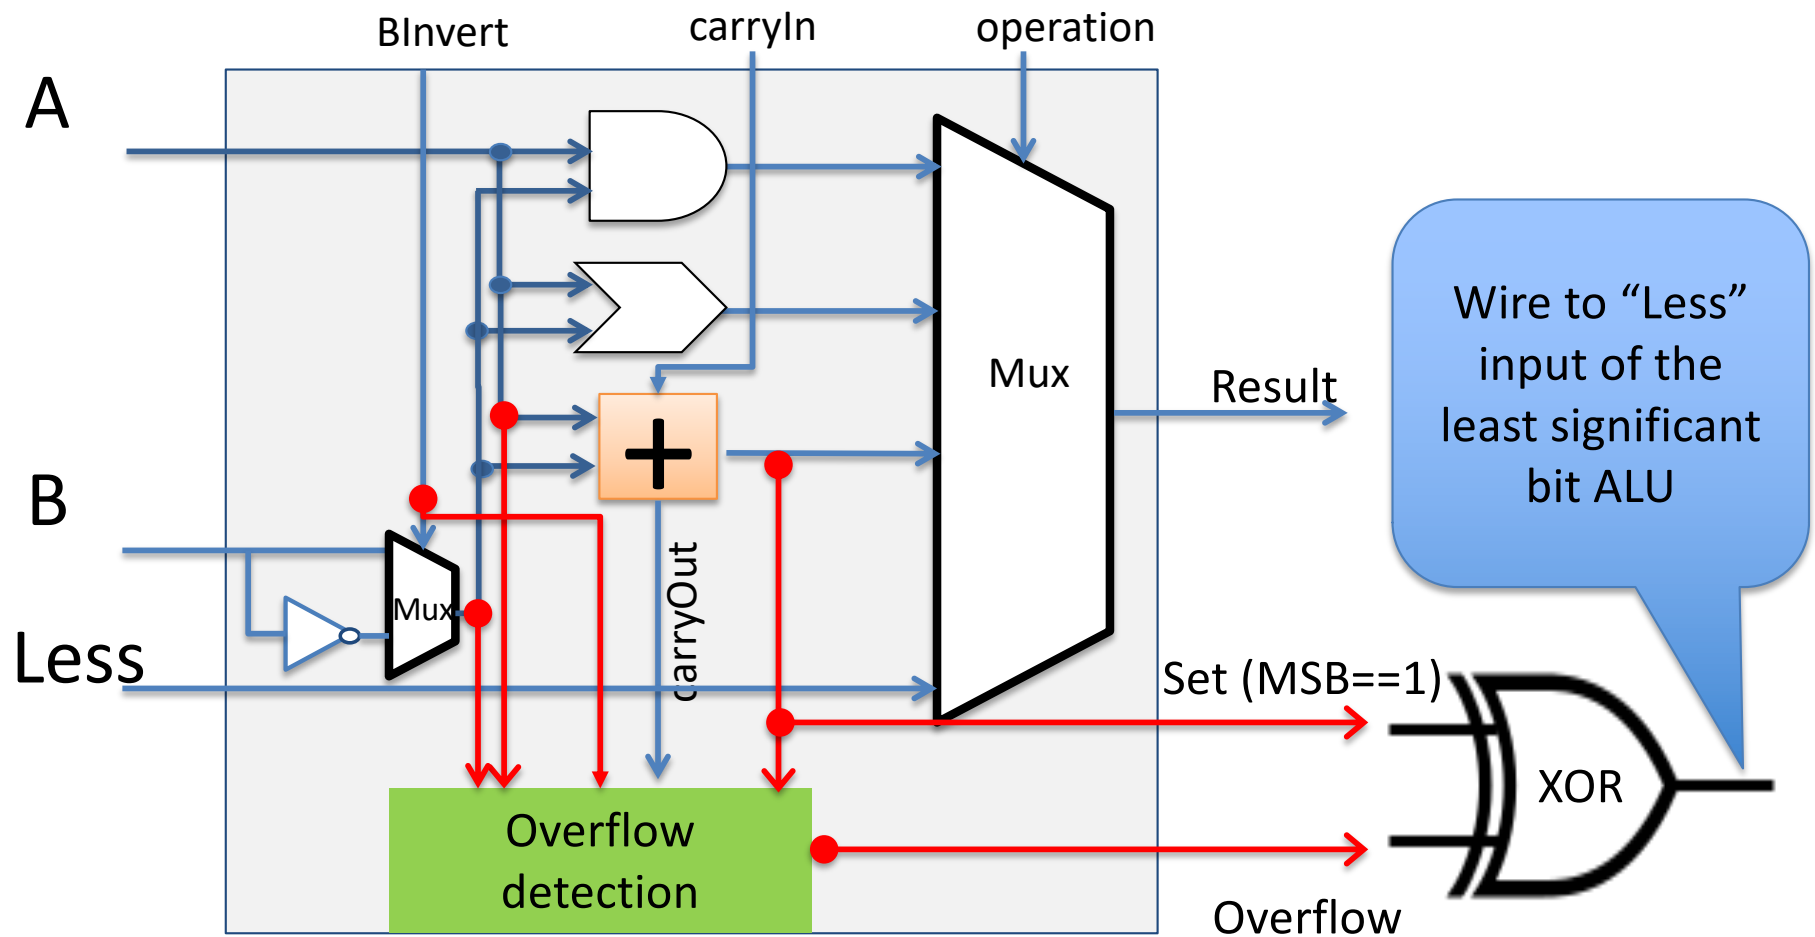 BInvert
carryIn
operation
A
Wire to “Less”
input of the
least significant
bit ALU
Mux
Result
+
B
carryOut
Mux
Less
Set (MSB==1)
XOR
Overflow
detection
Overflow